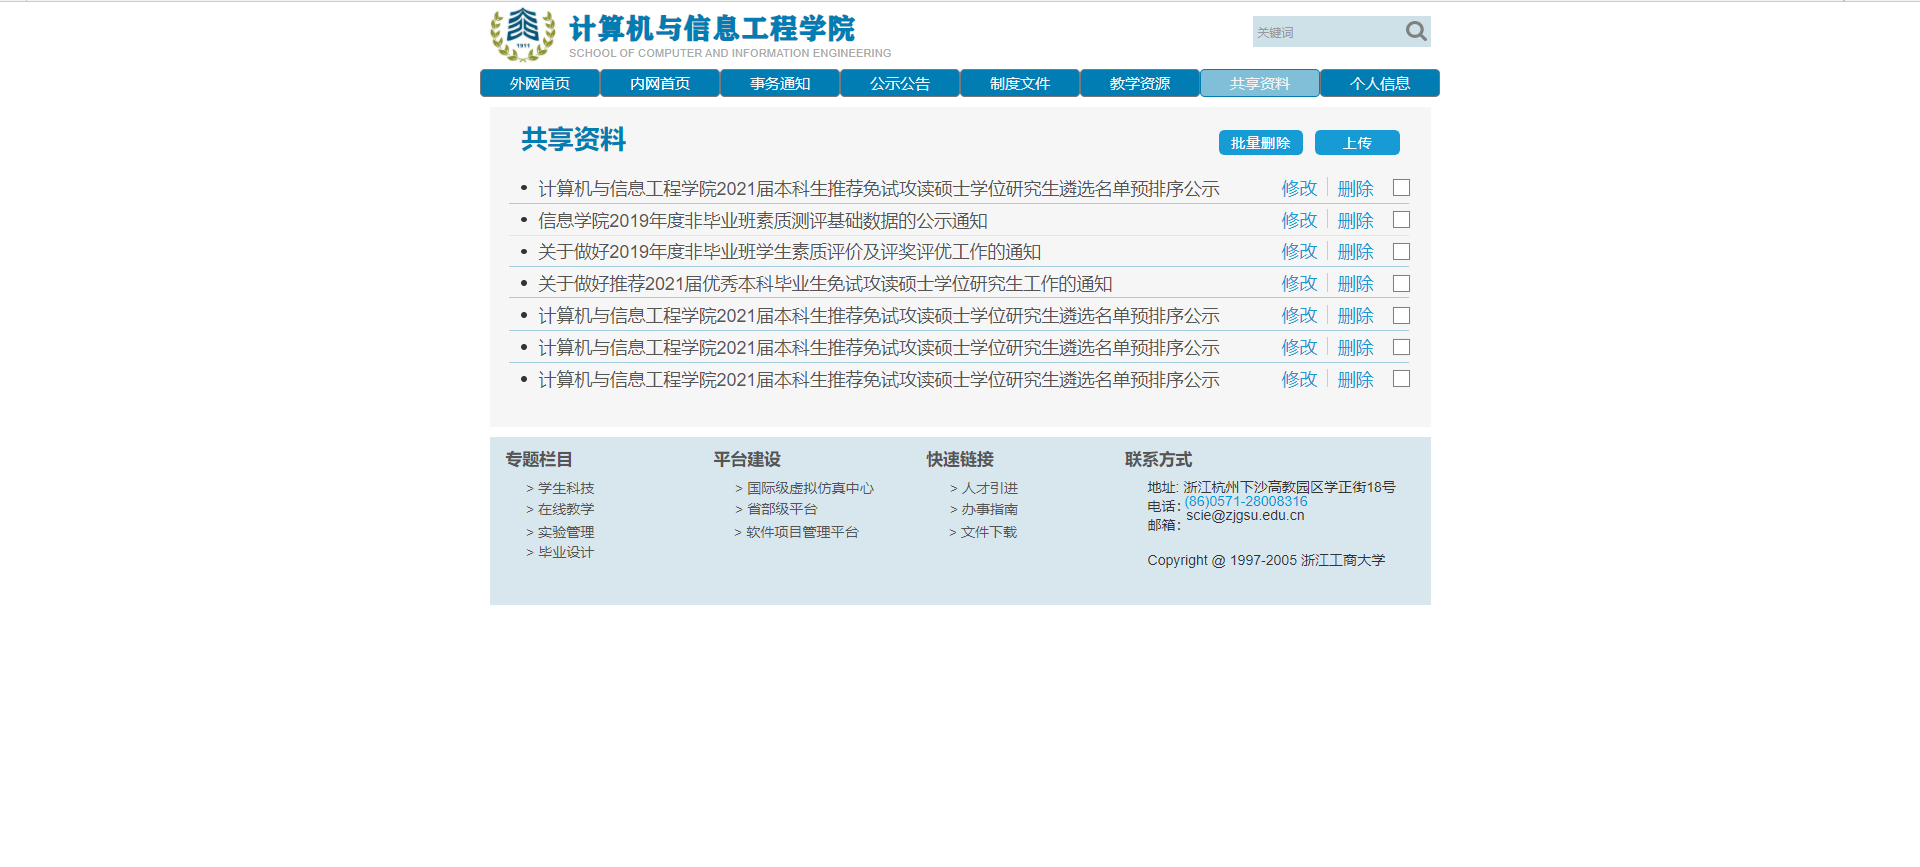 1911
计算机与信息工程学院
SCHOOL OF COMPUTER AND INFORMATION ENGINEERING
关键词
外网首页 内网首页 事务通知 公示公告 制度文件 教学资源 共享资料 个人信息
共享资料
批量删除 上传
• 计算机与信息工程学院2021届本科生推荐免试攻读硕士学位研究生遴选名单预排序公示 修改 删除
• 信息学院2019年度非毕业班素质测评基础数据的公示通知 修改 删除
• 关于做好2019年度非毕业班学生素质评价及评奖评优工作的通知 修改 删除
• 关于做好推荐2021届优秀本科毕业生免试攻读硕士学位研究生工作的通知 修改 删除
• 计算机与信息工程学院2021届本科生推荐免试攻读硕士学位研究生遴选名单预排序公示 修改 删除
• 计算机与信息工程学院2021届本科生推荐免试攻读硕士学位研究生遴选名单预排序公示 修改 删除
• 计算机与信息工程学院2021届本科生推荐免试攻读硕士学位研究生遴选名单预排序公示 修改 删除
专题栏目
> 学生科技
> 在线教学
> 实验管理
> 毕业设计
平台建设
> 国际级虚拟仿真中心
> 省部级平台
> 软件项目管理平台
快速链接
> 人才引进
> 办事指南
> 文件下载
联系方式
地址: 浙江杭州下沙高教园区学正街18号
电话: (86)0571-28008316
邮箱: scie@zjgsu.edu.cn
Copyright @ 1997-2005 浙江工商大学